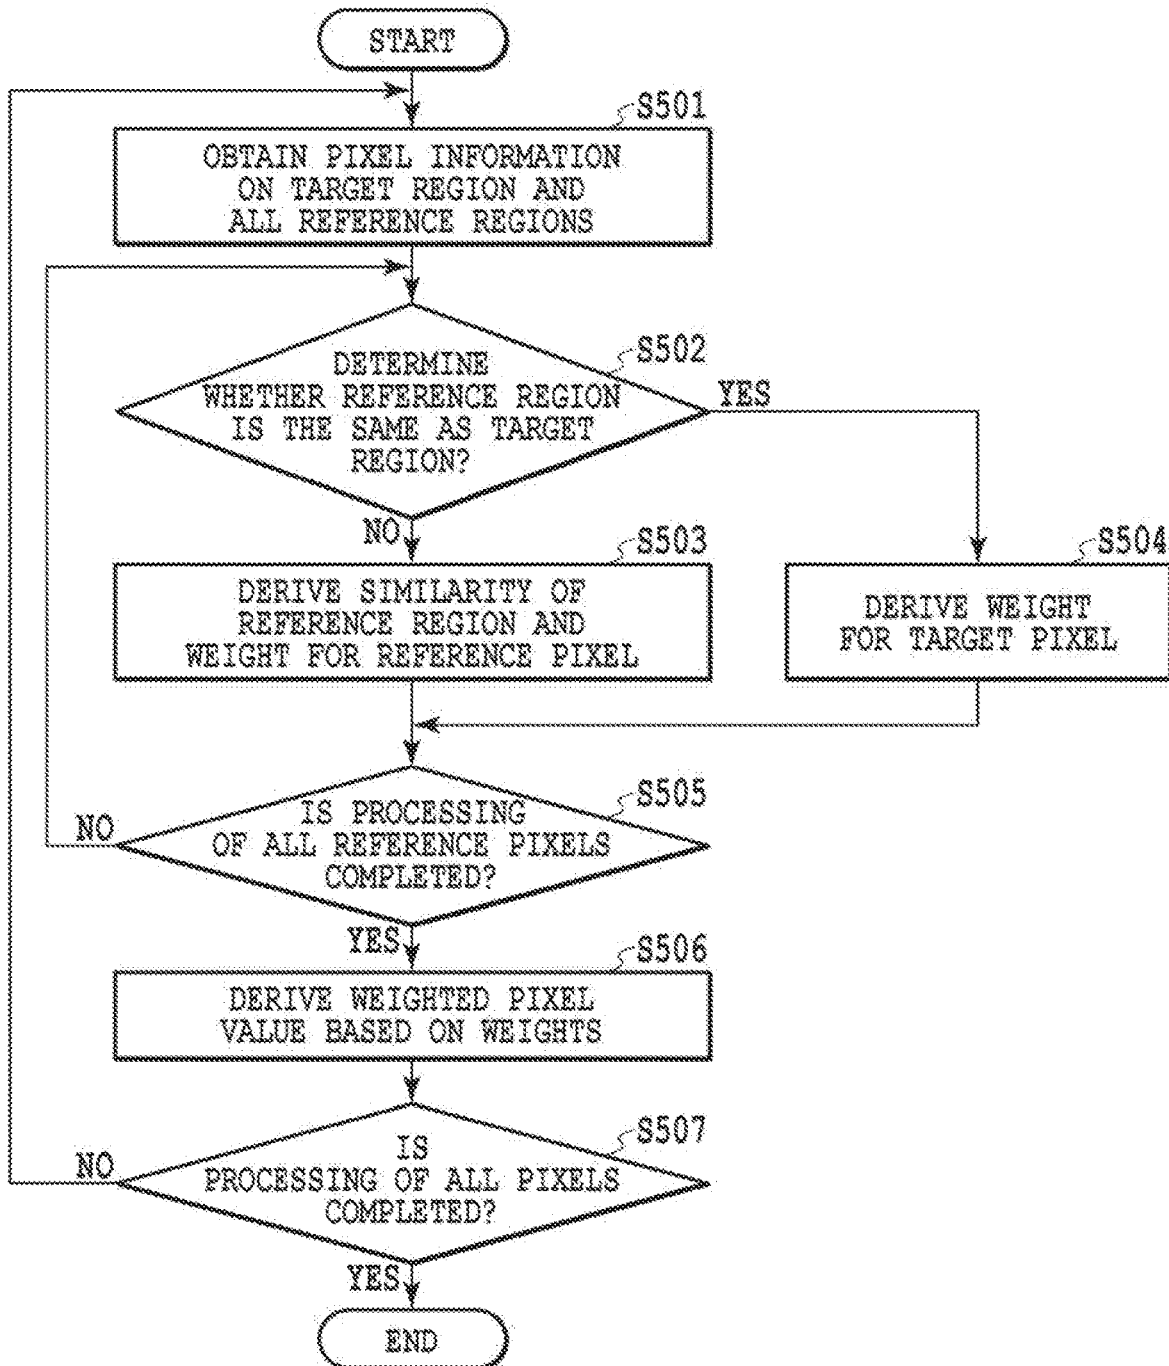 START
S501
OBTAIN PIXEL INFORMATION
ON TARGET REGION AND
ALL REFERENCE REGIONS
S502
DETERMINE
WHETHER REFERENCE REGION
IS THE SAME AS TARGET
REGION?
YES
NO
S503
DERIVE SIMILARITY OF
REFERENCE REGION AND
WEIGHT FOR REFERENCE PIXEL
S504
DERIVE WEIGHT
FOR TARGET PIXEL
S505
IS PROCESSING
OF ALL REFERENCE PIXELS
COMPLETED?
NO
YES
S506
DERIVE WEIGHTED PIXEL
VALUE BASED ON WEIGHTS
S507
IS
PROCESSING OF ALL PIXELS
COMPLETED?
NO
YES
END